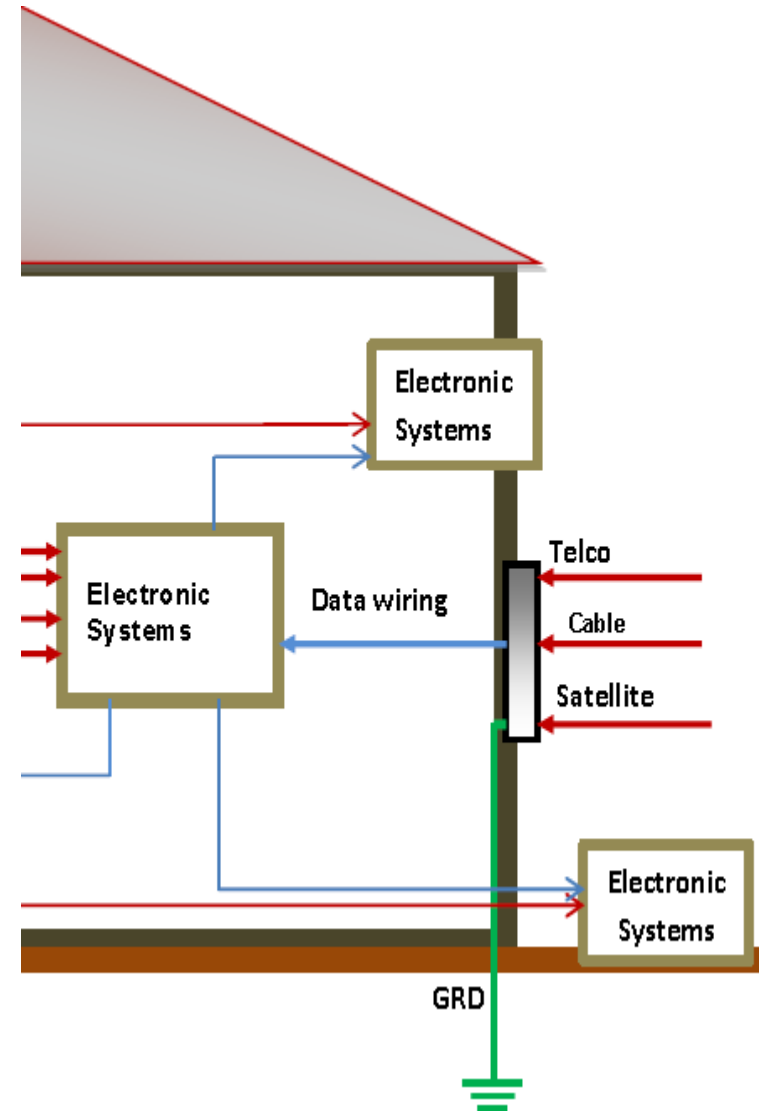 Electronic
Systems
Telco
Electronic
Systems
Data wiring
Cable
Satellite
Electronic
Systems
GRD